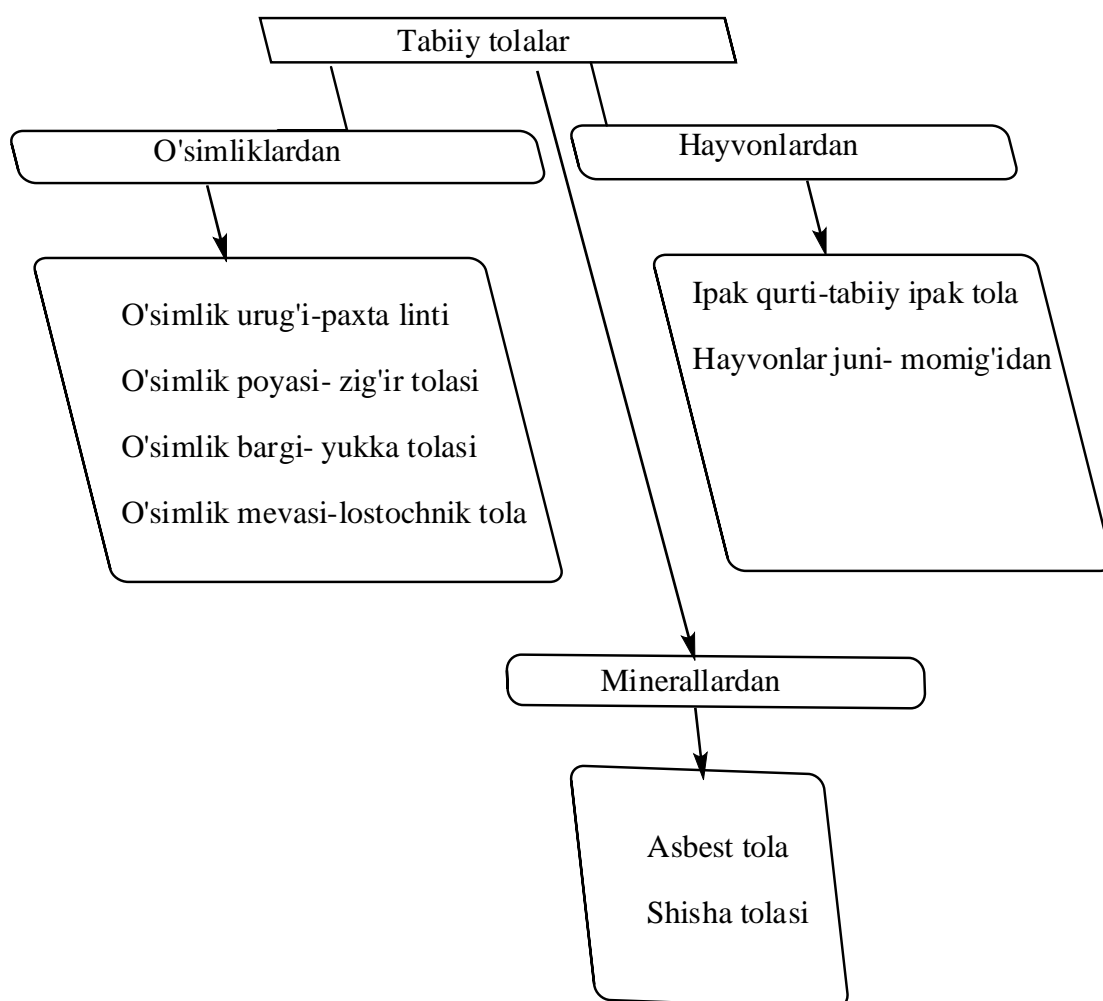 Tabiiy tolalar
O'simliklardan
Hayvonlardan
O'simlik urug'i-paxta linti
O'simlik poyasi- zig'ir tolasi
O'simlik bargi- yukka tolasi
O'simlik mevasi-lostochnik tola
Ipak qurti-tabiiy ipak tola
Hayvonlar juni- momig'idan
Minerallardan
Asbest tola
Shisha tolasi